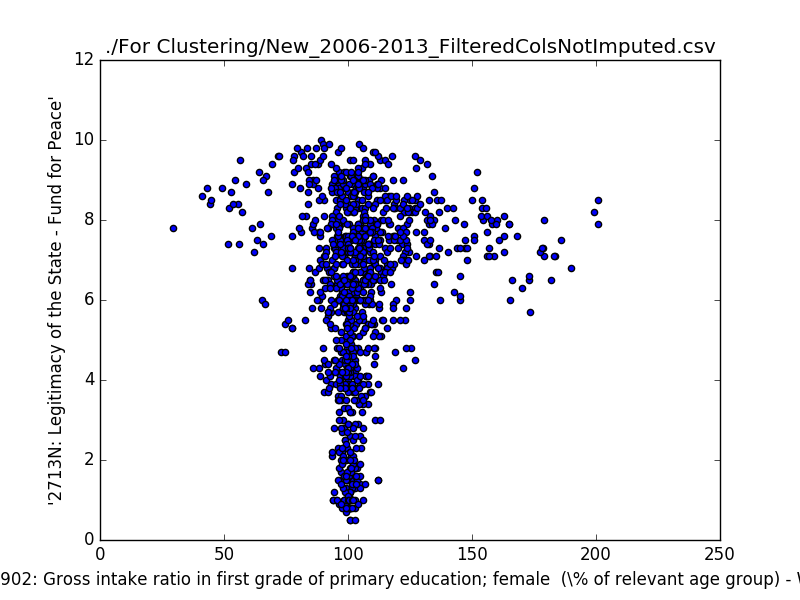 ./For Clustering/New_2006-2013_FilteredColsNotImputed.csv
'2713N: Legitimacy of the State - Fund for Peace'
12
10
8
6
4
2
0
0 50 100 150 200 250
902: Gross intake ratio in first grade of primary education; female (\% of relevant age group) -